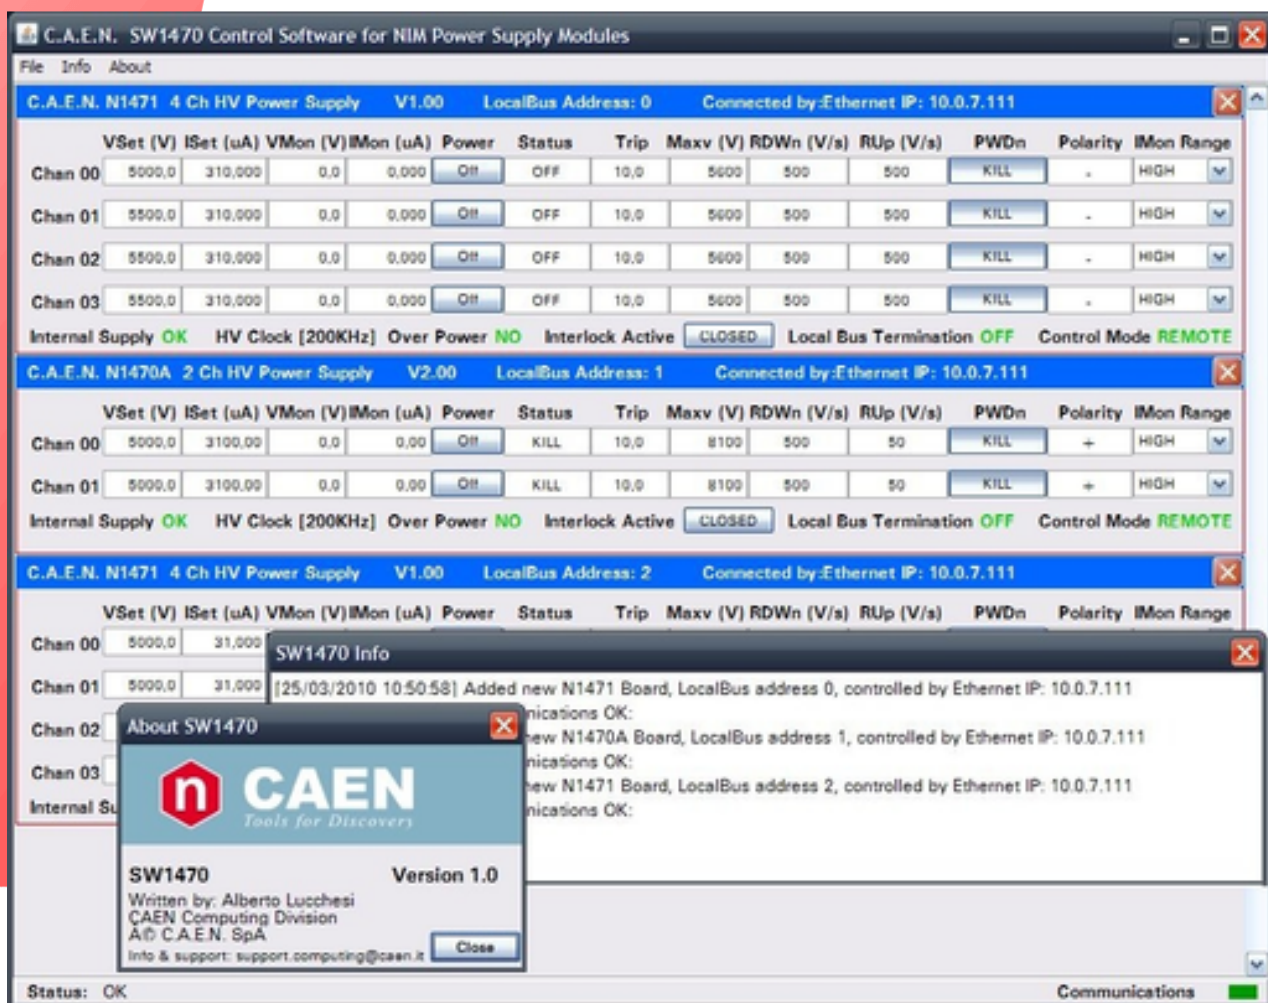 C.A.E.N. SW1470 Control Software for NIM Power Supply Modules
File Info About
C.A.E.N. N1471 4 Ch HV Power Supply V1.00 LocalBus Address: 0 Connected by:Ethernet IP: 10.0.7.111
VSet (V) ISet (uA) VMon (V) IMon (uA) Power Status Trip Maxv (V) RDWn (V/s) RUp (V/s) PWDn Polarity IMon Range
Chan 00 5000,0 310,000 0,0 0,000 Off OFF 10,0 5600 500 500 KILL - HIGH
Chan 01 5500,0 310,000 0,0 0,000 Off OFF 10,0 5600 500 500 KILL - HIGH
Chan 02 5500,0 310,000 0,0 0,000 Off OFF 10,0 5600 500 500 KILL - HIGH
Chan 03 5500,0 310,000 0,0 0,000 Off OFF 10,0 5600 500 500 KILL - HIGH
Internal Supply OK HV Clock [200KHz] Over Power NO Interlock Active CLOSED Local Bus Termination OFF Control Mode REMOTE
C.A.E.N. N1470A 2 Ch HV Power Supply V2.00 LocalBus Address: 1 Connected by:Ethernet IP: 10.0.7.111
VSet (V) ISet (uA) VMon (V) IMon (uA) Power Status Trip Maxv (V) RDWn (V/s) RUp (V/s) PWDn Polarity IMon Range
Chan 00 5000,0 3100,00 0,0 0,00 Off KILL 10,0 8100 500 50 KILL + HIGH
Chan 01 5000,0 3100,00 0,0 0,00 Off KILL 10,0 8100 500 50 KILL + HIGH
Internal Supply OK HV Clock [200KHz] Over Power NO Interlock Active CLOSED Local Bus Termination OFF Control Mode REMOTE
C.A.E.N. N1471 4 Ch HV Power Supply V1.00 LocalBus Address: 2 Connected by:Ethernet IP: 10.0.7.111
VSet (V) ISet (uA) VMon (V) IMon (uA) Power Status Trip Maxv (V) RDWn (V/s) RUp (V/s) PWDn Polarity IMon Range
Chan 00 5000,0 31,000
Chan 01 5000,0 31,000
Chan 02
Chan 03
Internal Su
SW1470 Info
[25/03/2010 10:50:58] Added new N1471 Board, LocalBus address 0, controlled by Ethernet IP: 10.0.7.111
nications OK:
new N1470A Board, LocalBus address 1, controlled by Ethernet IP: 10.0.7.111
nications OK:
new N1471 Board, LocalBus address 2, controlled by Ethernet IP: 10.0.7.111
nications OK:
About SW1470
n CAEN
Tools for Discovery
SW1470 Version 1.0
Written by: Alberto Lucchesi
CAEN Computing Division
Â© C.A.E.N. SpA
Info & support: support.computing@caen.it
Close
Status: OK Communications